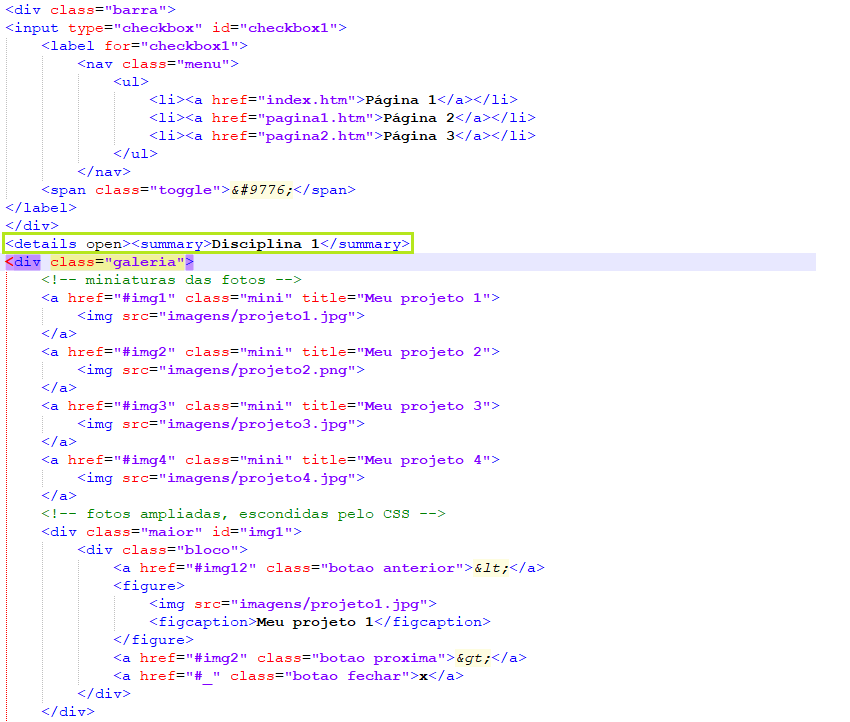 <div class="barra">
<input type="checkbox" id="checkbox1">
<label for="checkbox1">
<nav class="menu">
<ul>
<li><a href="index.htm">Página 1</a></li>
<li><a href="pagina1.htm">Página 2</a></li>
<li><a href="pagina2.htm">Página 3</a></li>
</ul>
</nav>
<span class="toggle">&#9776;</span>
</label>
</div>
<details open><summary>Disciplina 1</summary>
<div class="galeria">
<!-- miniaturas das fotos -->
<a href="#img1" class="mini" title="Meu projeto 1">
<img src="imagens/projeto1.jpg">
</a>
<a href="#img2" class="mini" title="Meu projeto 2">
<img src="imagens/projeto2.png">
</a>
<a href="#img3" class="mini" title="Meu projeto 3">
<img src="imagens/projeto3.jpg">
</a>
<a href="#img4" class="mini" title="Meu projeto 4">
<img src="imagens/projeto4.jpg">
</a>
<!-- fotos ampliadas, escondidas pelo CSS -->
<div class="maior" id="img1">
<div class="bloco">
<a href="#img12" class="botao anterior">&lt;</a>
<figure>
<img src="imagens/projeto1.jpg">
<figcaption>Meu projeto 1</figcaption>
</figure>
<a href="#img2" class="botao proxima">&gt;</a>
<a href="#_" class="botao fechar">x</a>
</div>
</div>